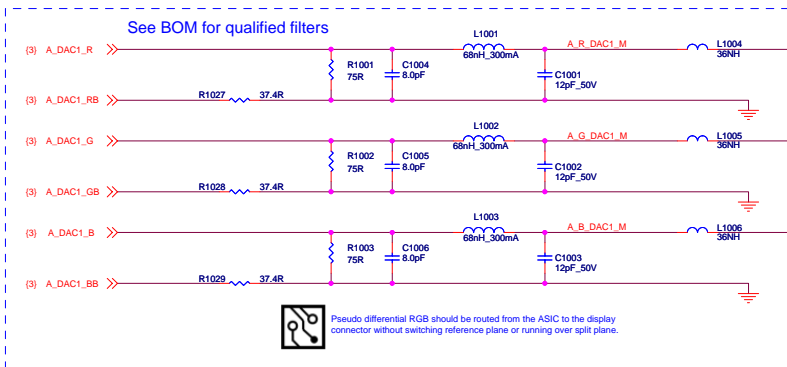 See BOM for qualified filters
{3} A_DAC1_R
L1001
68nH_300mA
A_R_DAC1_M
L1004
36NH
R1001
75R
C1004
8.0pF
C1001
12pF_50V
{3} A_DAC1_RB
R1027
37.4R
{3} A_DAC1_G
L1002
68nH_300mA
A_G_DAC1_M
L1005
36NH
R1002
75R
C1005
8.0pF
C1002
12pF_50V
{3} A_DAC1_GB
R1028
37.4R
{3} A_DAC1_B
L1003
68nH_300mA
A_B_DAC1_M
L1006
36NH
R1003
75R
C1006
8.0pF
C1003
12pF_50V
{3} A_DAC1_BB
R1029
37.4R
Pseudo differential RGB should be routed from the ASIC to the display
connector without switching reference plane or running over split plane.